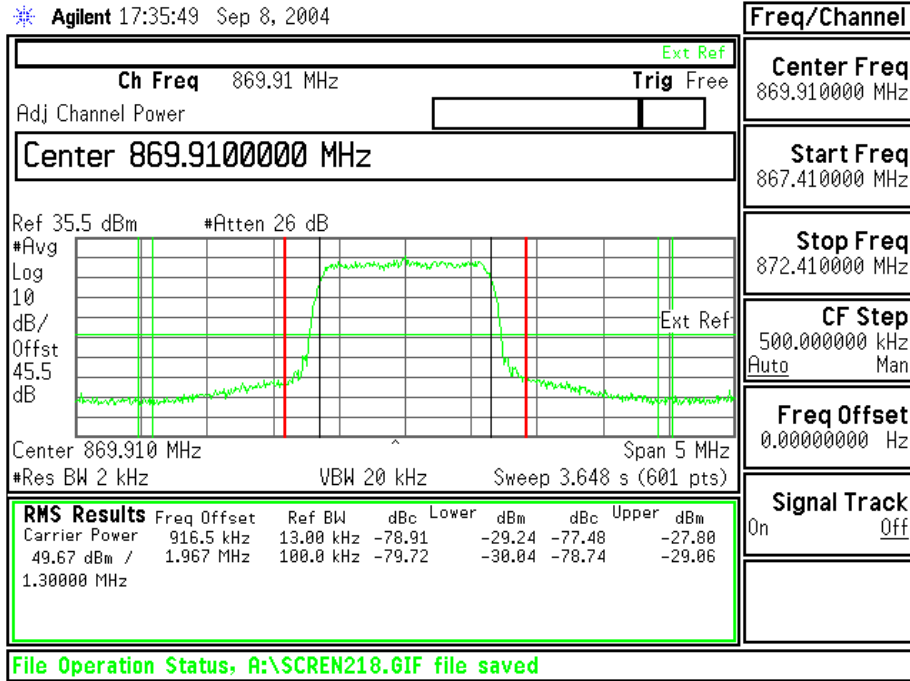 Agilent 17:35:49 Sep 8, 2004
Freq/Channel
Ext Ref
Ch Freq 869.91 MHz Trig Free
Adj Channel Power
Center 869.9100000 MHz
Ref 35.5 dBm #Atten 26 dB
#Avg
Log
10
dB/
Offst
45.5
dB
Ext Ref
Center 869.910 MHz Span 5 MHz
#Res BW 2 kHz VBW 20 kHz Sweep 3.648 s (601 pts)
RMS Results Freq Offset Ref BW dBc Lower dBm dBc Upper dBm
Carrier Power 916.5 kHz 13.00 kHz -78.91 -29.24 -77.48 -27.80
49.67 dBm / 1.967 MHz 100.0 kHz -79.72 -30.04 -78.74 -29.06
1.30000 MHz
File Operation Status, A:\SCREN218.GIF file saved
Center Freq
869.910000 MHz
Start Freq
867.410000 MHz
Stop Freq
872.410000 MHz
CF Step
500.000000 kHz
Auto Man
Freq Offset
0.00000000 Hz
Signal Track
On Off